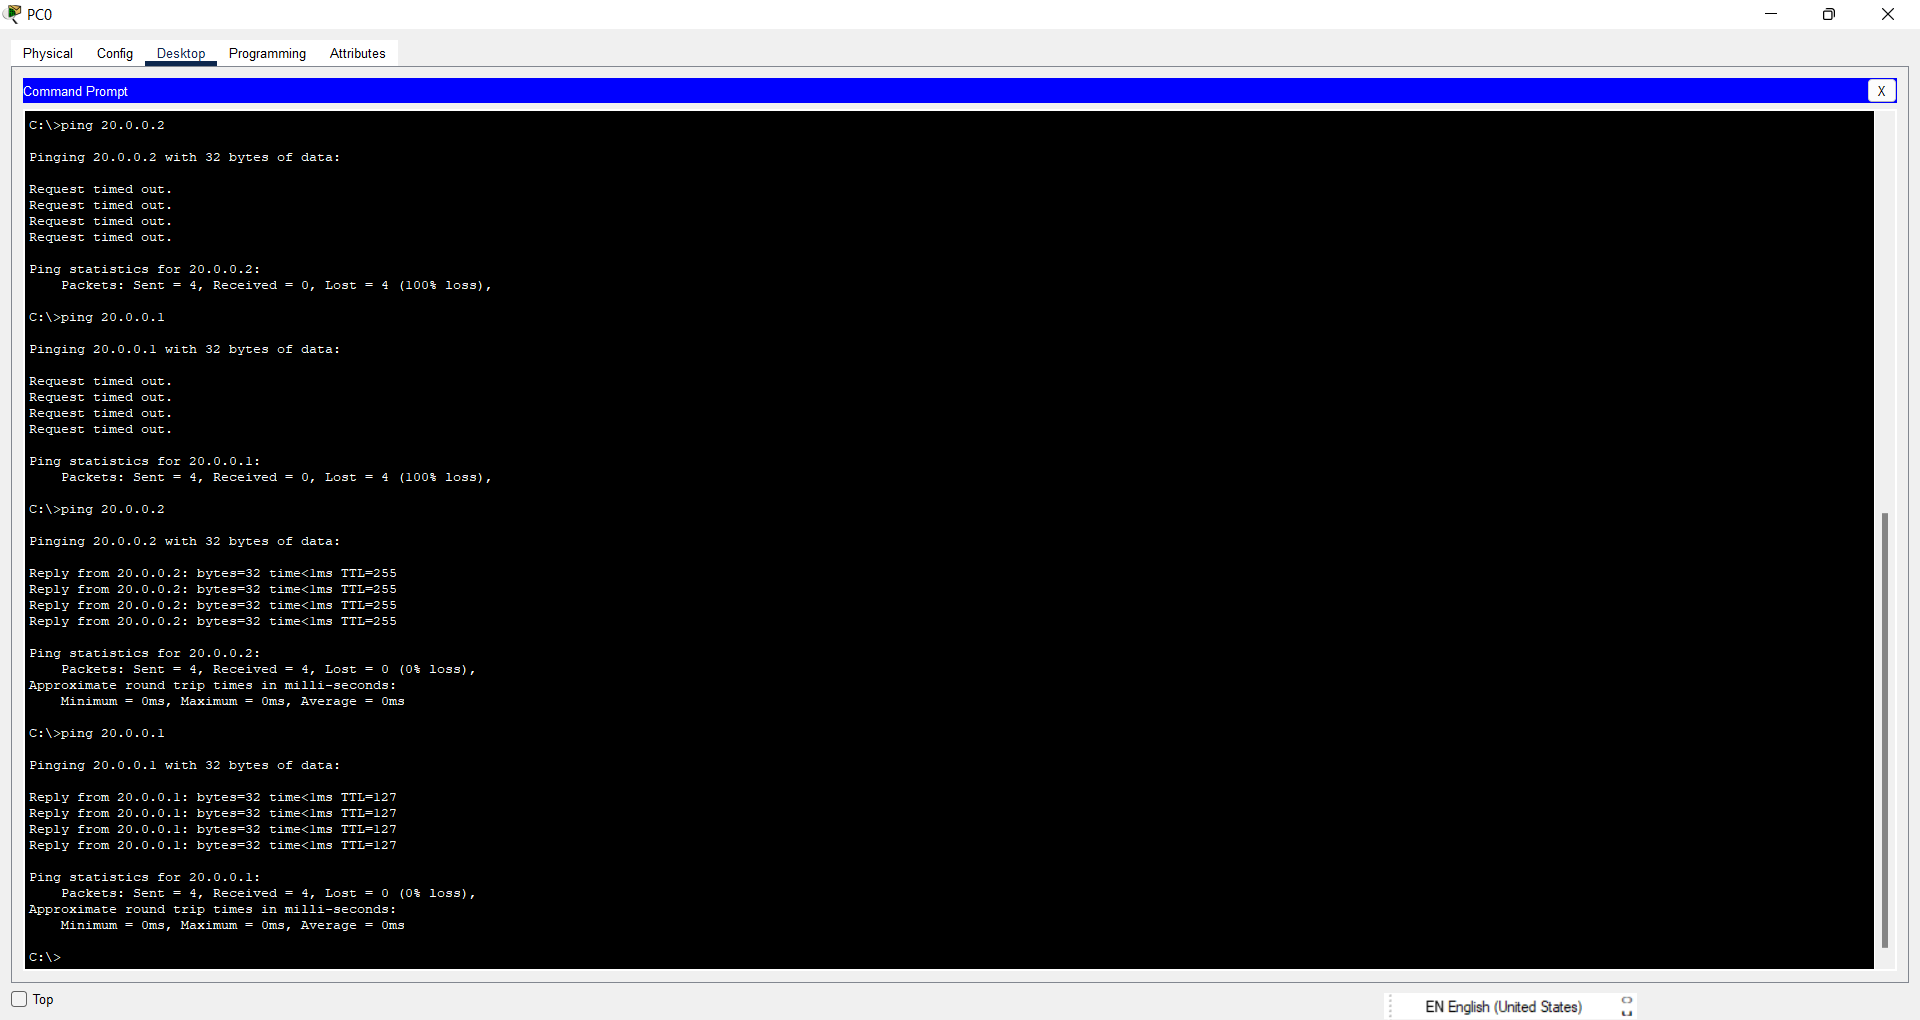 PC0
Physical Config Desktop Programming Attributes
Command Prompt X
C:\>ping 20.0.0.2
Pinging 20.0.0.2 with 32 bytes of data:
Request timed out.
Request timed out.
Request timed out.
Request timed out.
Ping statistics for 20.0.0.2:
Packets: Sent = 4, Received = 0, Lost = 4 (100% loss),
C:\>ping 20.0.0.1
Pinging 20.0.0.1 with 32 bytes of data:
Request timed out.
Request timed out.
Request timed out.
Request timed out.
Ping statistics for 20.0.0.1:
Packets: Sent = 4, Received = 0, Lost = 4 (100% loss),
C:\>ping 20.0.0.2
Pinging 20.0.0.2 with 32 bytes of data:
Reply from 20.0.0.2: bytes=32 time<1ms TTL=255
Reply from 20.0.0.2: bytes=32 time<1ms TTL=255
Reply from 20.0.0.2: bytes=32 time<1ms TTL=255
Reply from 20.0.0.2: bytes=32 time<1ms TTL=255
Ping statistics for 20.0.0.2:
Packets: Sent = 4, Received = 4, Lost = 0 (0% loss),
Approximate round trip times in milli-seconds:
Minimum = 0ms, Maximum = 0ms, Average = 0ms
C:\>ping 20.0.0.1
Pinging 20.0.0.1 with 32 bytes of data:
Reply from 20.0.0.1: bytes=32 time<1ms TTL=127
Reply from 20.0.0.1: bytes=32 time<1ms TTL=127
Reply from 20.0.0.1: bytes=32 time<1ms TTL=127
Reply from 20.0.0.1: bytes=32 time<1ms TTL=127
Ping statistics for 20.0.0.1:
Packets: Sent = 4, Received = 4, Lost = 0 (0% loss),
Approximate round trip times in milli-seconds:
Minimum = 0ms, Maximum = 0ms, Average = 0ms
C:\>
Top
EN English (United States)